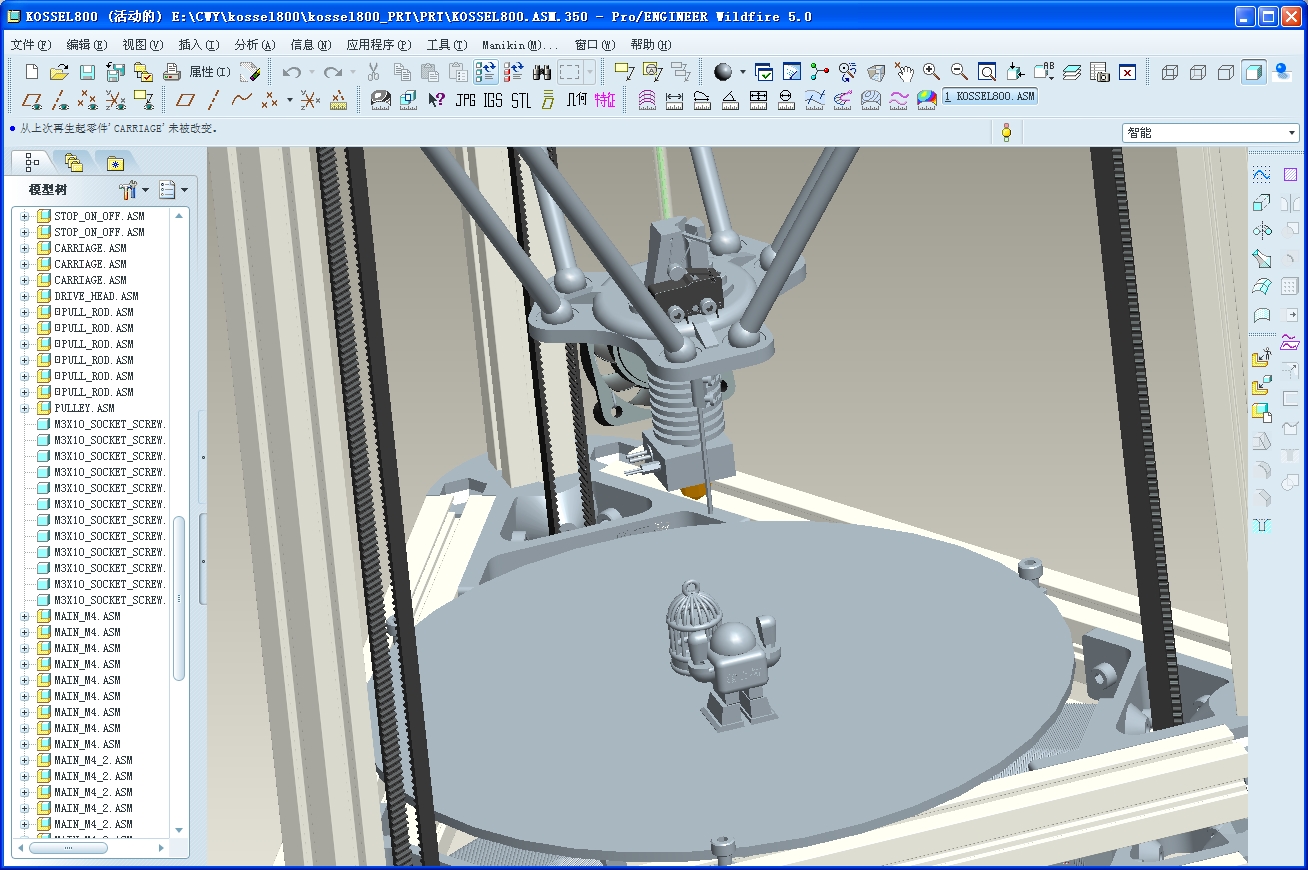 KOSSEL800 (活动的) E:\CWY\kossel800\kossel800_PRT\PRT\KOSSEL800.ASM.350 - Pro/ENGINEER Wildfire 5.0
文件(F) 编辑(E) 视图(V) 插入(I) 分析(A) 信息(N) 应用程序(P) 工具(T) Manikin(M)... 窗口(W) 帮助(H)
属性(I)
JPG IGS STL 几何 特征 1 KOSSEL800.ASM
从上次再生起零件'CARRIAGE'未被改变.
智能
模型树
STOP_ON_OFF.ASM
STOP_ON_OFF.ASM
CARRIAGE.ASM
CARRIAGE.ASM
CARRIAGE.ASM
DRIVE_HEAD.ASM
PULL_ROD.ASM
PULL_ROD.ASM
PULL_ROD.ASM
PULL_ROD.ASM
PULL_ROD.ASM
PULL_ROD.ASM
PULLEY.ASM
M3X10_SOCKET_SCREW.
M3X10_SOCKET_SCREW.
M3X10_SOCKET_SCREW.
M3X10_SOCKET_SCREW.
M3X10_SOCKET_SCREW.
M3X10_SOCKET_SCREW.
M3X10_SOCKET_SCREW.
M3X10_SOCKET_SCREW.
M3X10_SOCKET_SCREW.
M3X10_SOCKET_SCREW.
M3X10_SOCKET_SCREW.
M3X10_SOCKET_SCREW.
MAIN_M4.ASM
MAIN_M4.ASM
MAIN_M4.ASM
MAIN_M4.ASM
MAIN_M4.ASM
MAIN_M4.ASM
MAIN_M4.ASM
MAIN_M4.ASM
MAIN_M4.ASM
MAIN_M4_2.ASM
MAIN_M4_2.ASM
MAIN_M4_2.ASM
MAIN_M4_2.ASM
MAIN_M4_2.ASM